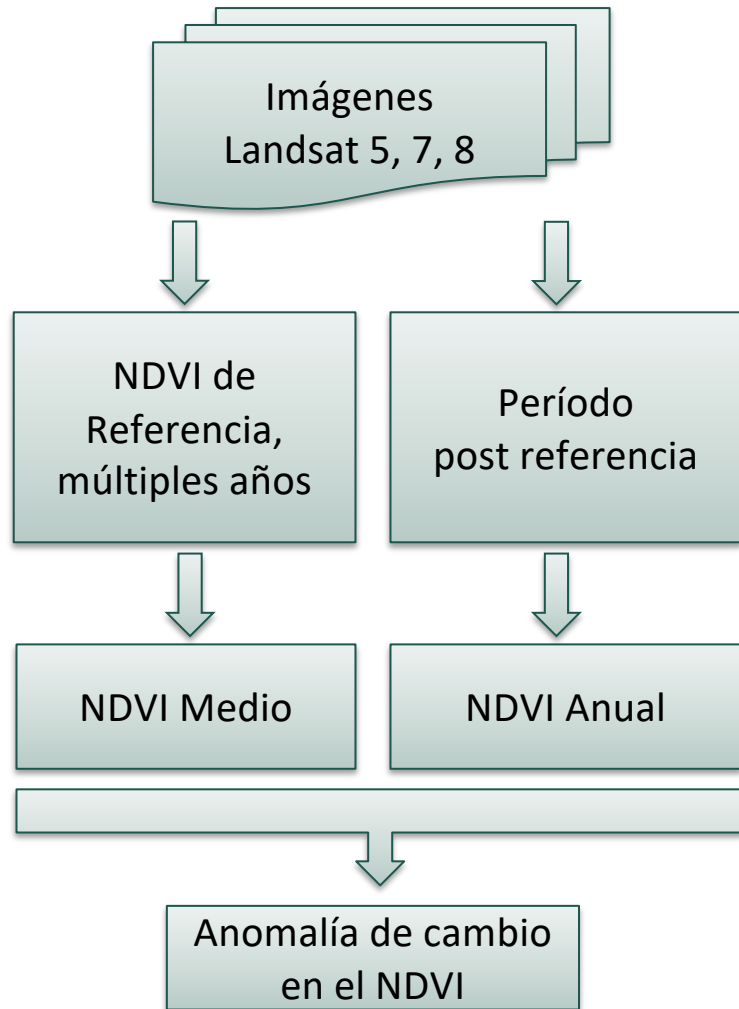 Imágenes
Landsat 5, 7, 8
NDVI de
Referencia,
múltiples años
Período
post referencia
NDVI Medio
NDVI Anual
Anomalía de cambio
en el NDVI